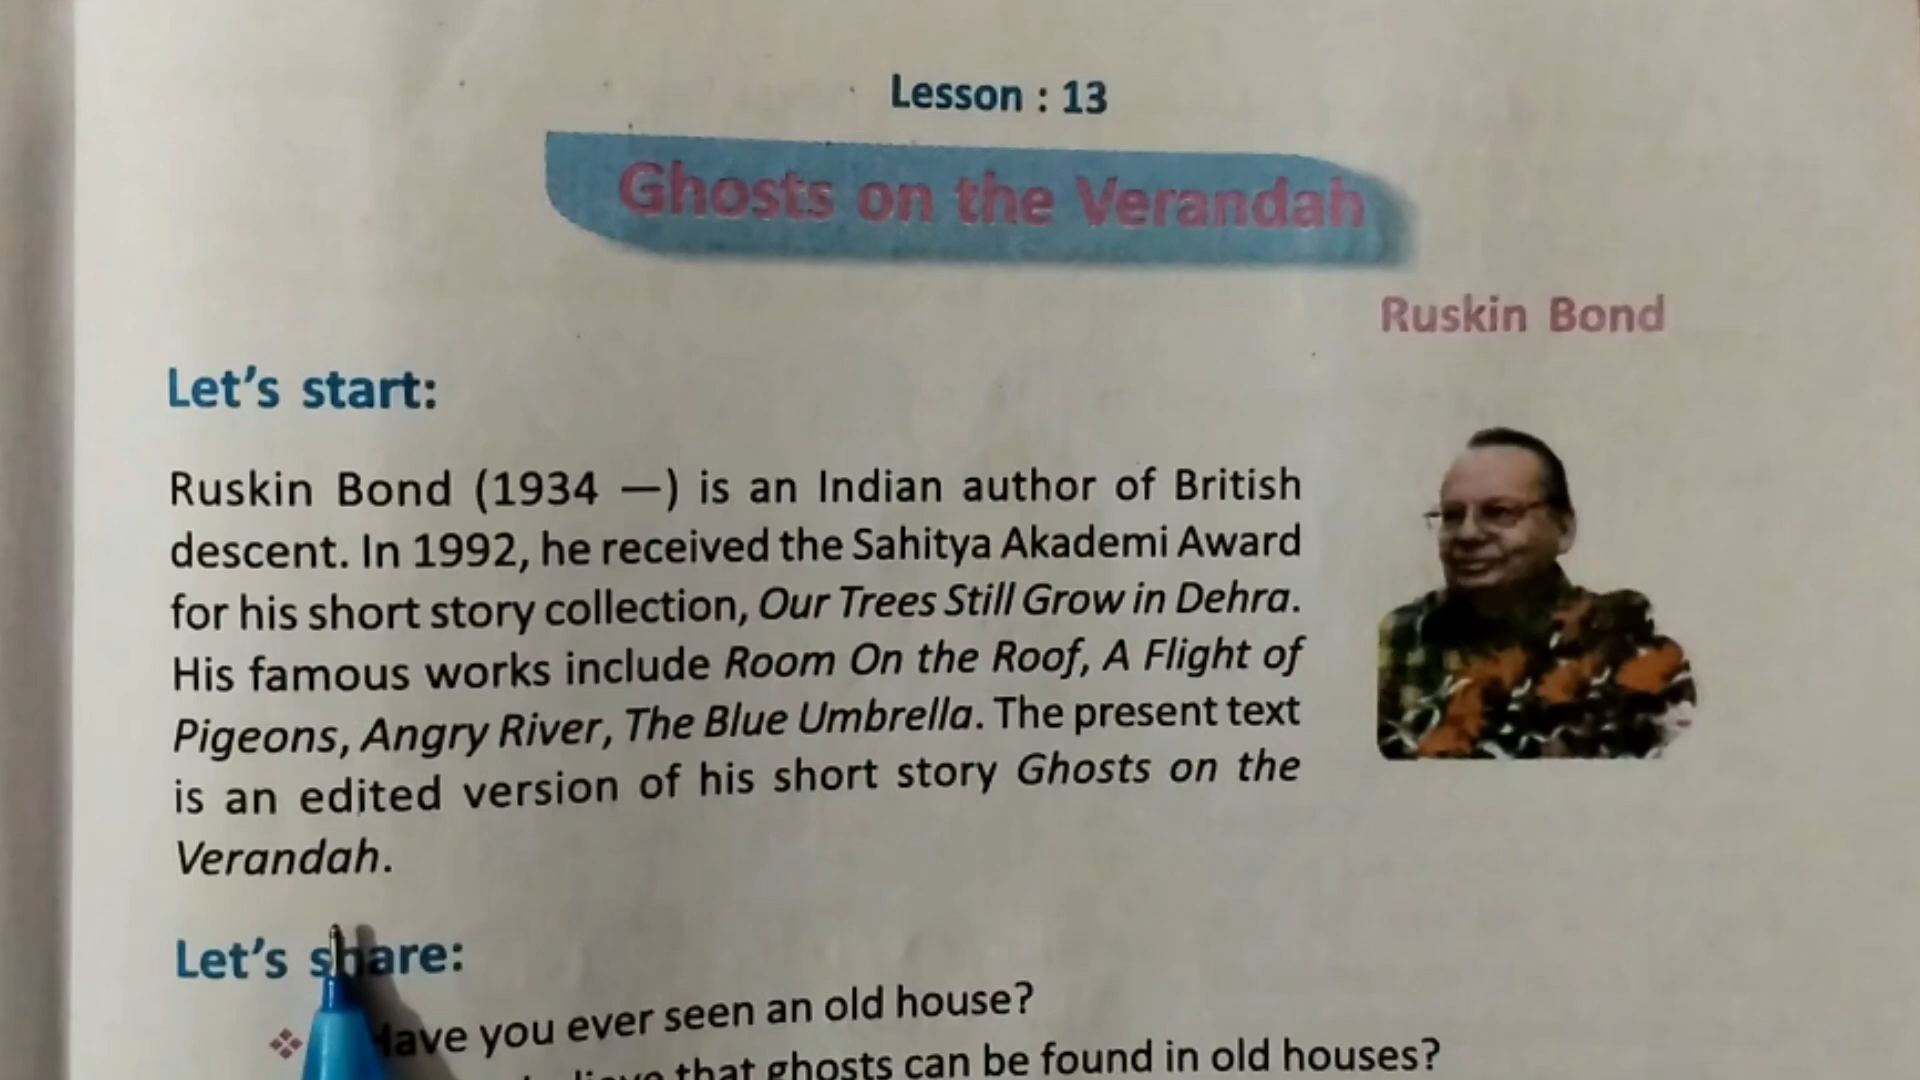 Lesson : 13
Ghosts on the Verandah
Ruskin Bond
Let's start:
Ruskin Bond (1934 —) is an Indian author of British
descent. In 1992, he received the Sahitya Akademi Award
for his short story collection, Our Trees Still Grow in Dehra.
His famous works include Room On the Roof, A Flight of
Pigeons, Angry River, The Blue Umbrella. The present text
is an edited version of his short story Ghosts on the
Verandah.
Let's share:
❖ Have you ever seen an old house?
that ghosts can be found in old houses?